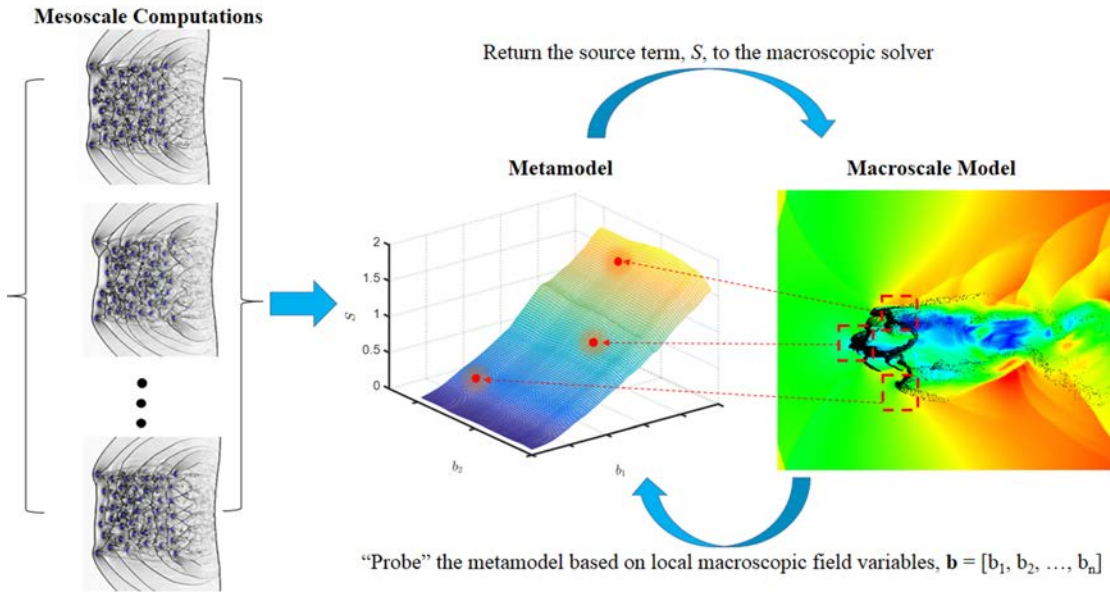 Mesoscale Computations
Return the source term, S, to the macroscopic solver
Metamodel
Macroscale Model
2
1.5
1
0.5
0
S
b₂
b₁
“Probe” the metamodel based on local macroscopic field variables, b = [b₁, b₂, …, bₙ]